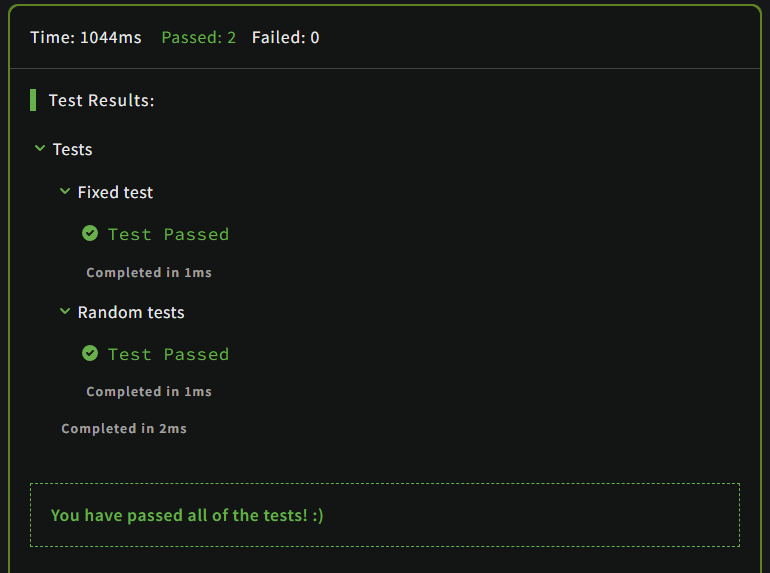 Time: 1044ms Passed: 2 Failed: 0
Test Results:
Tests
Fixed test
Test Passed
Completed in 1ms
Random tests
Test Passed
Completed in 1ms
Completed in 2ms
You have passed all of the tests! :)